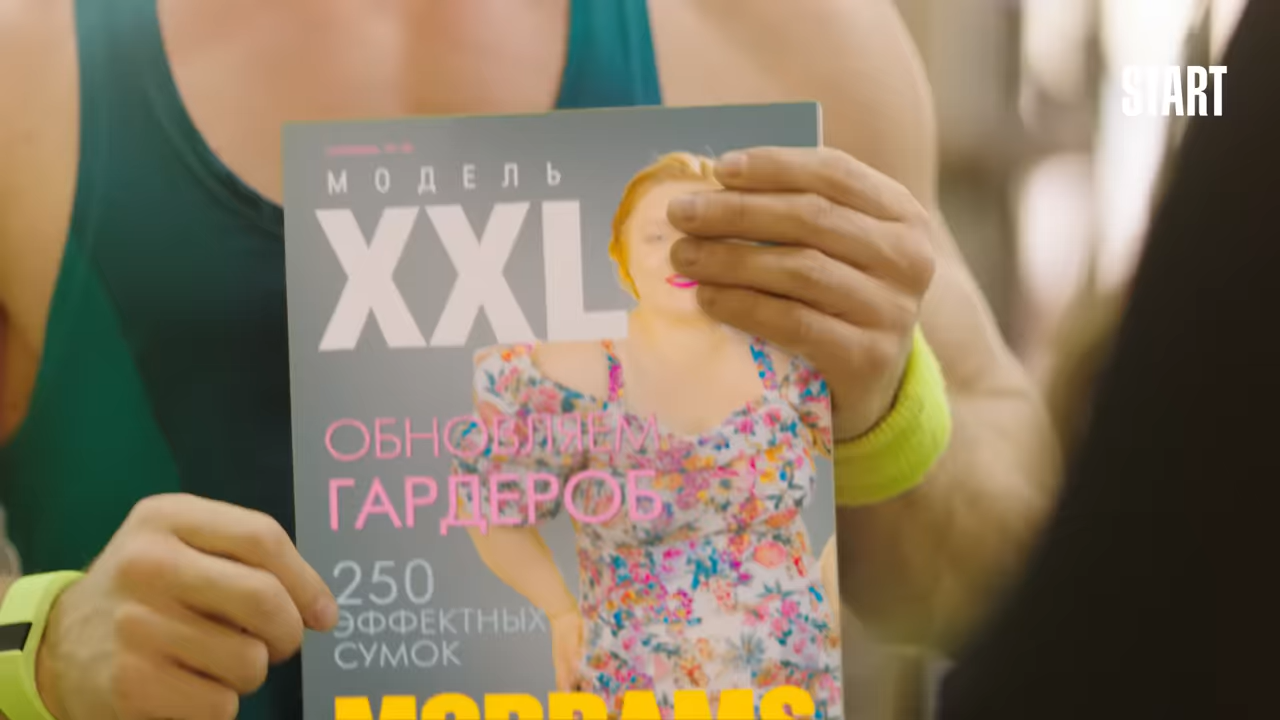 START
МОДЕЛЬ
XXL
ОБНОВЛЯЕМ
ГАРДЕРОБ
250
ЭФФЕКТНЫХ
СУМОК